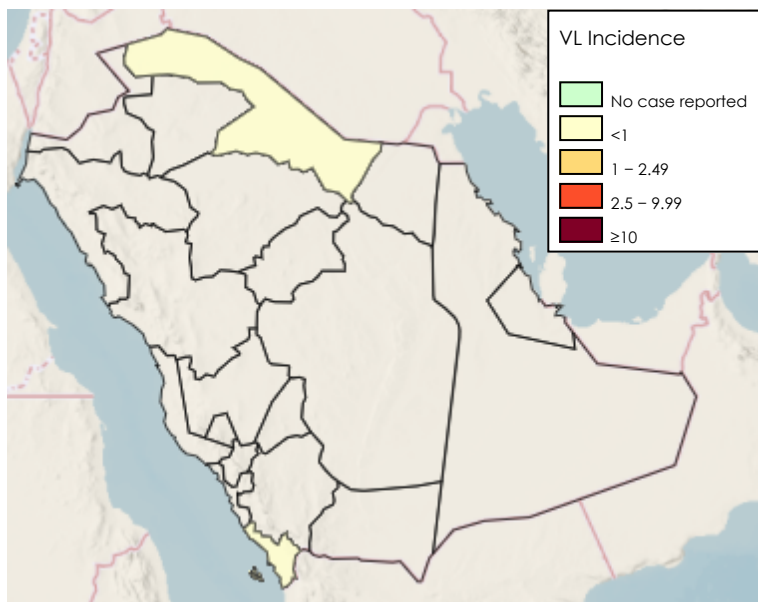 VL Incidence
No case reported
<1
1 – 2.49
2.5 – 9.99
≥10